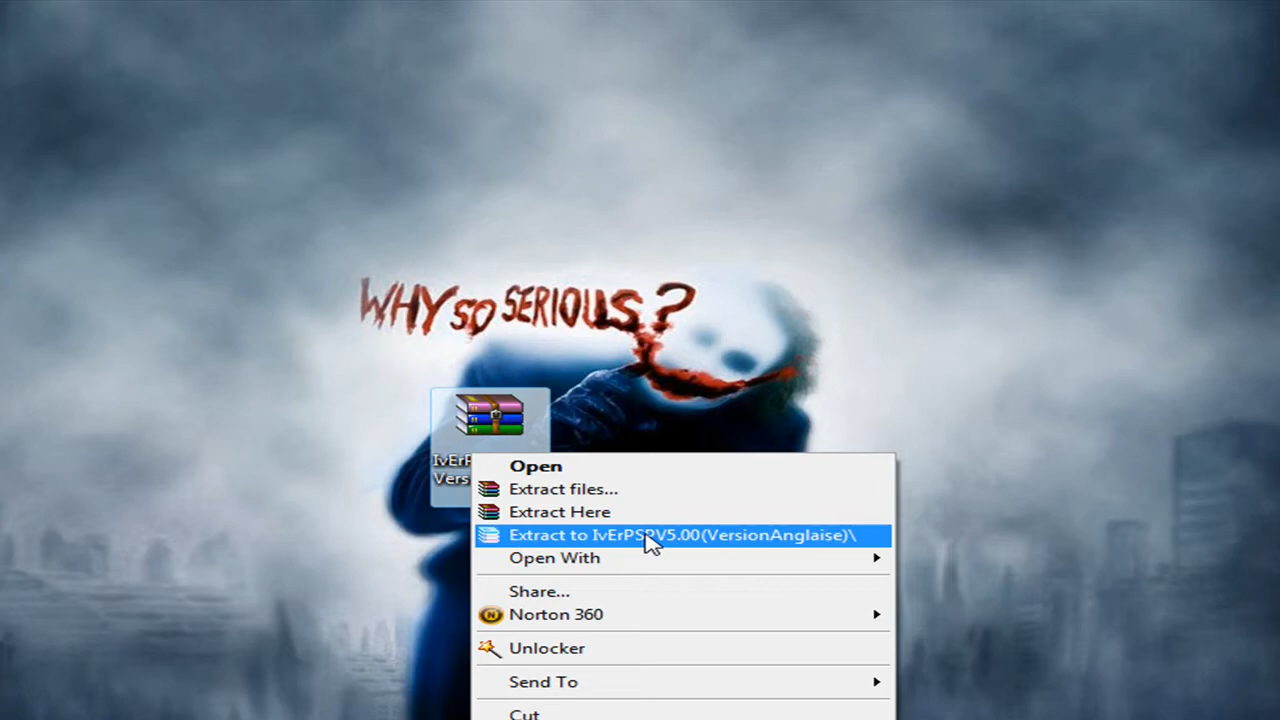 WHY SO SERIOUS?
IvErP
Vers
Open
Extract files...
Extract Here
Extract to IvErPSPV5.00(VersionAnglaise)\
Open With
Share...
Norton 360
Unlocker
Send To
Cut